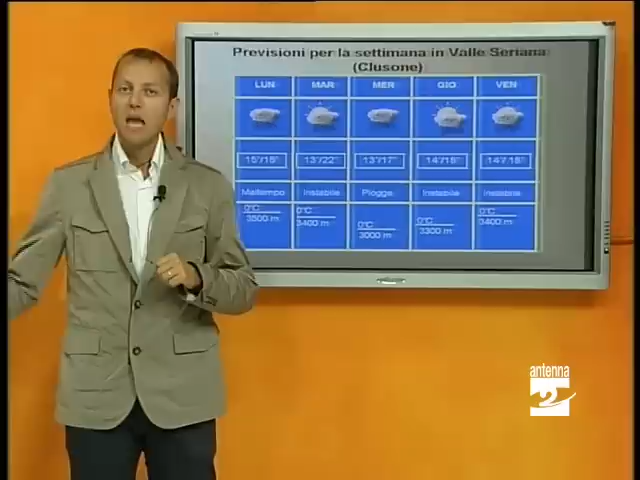 Previsioni per la settimana in Valle Seriana
(Clusone)
LUN MAR MER GIO VEN
15°/18° 13°/22° 13°/17° 14°/18° 14°/18°
Maltempo Instabile Piogge Instabile Instabile
0°C 0°C 0°C 0°C 0°C
3500 m 3400 m 3000 m 3300 m 3400 m
antenna
2